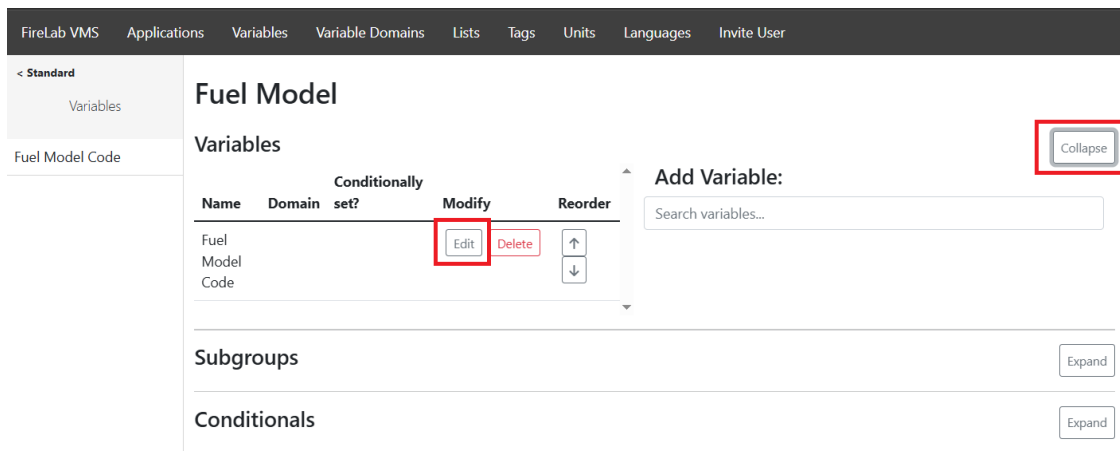 FireLab VMS Applications Variables Variable Domains Lists Tags Units Languages Invite User
< Standard
Variables
Fuel Model Code
Fuel Model
Variables
Collapse
Name Domain Conditionally set? Modify Reorder
Fuel Model Code Edit Delete ↑ ↓
Add Variable:
Search variables...
Subgroups
Expand
Conditionals
Expand